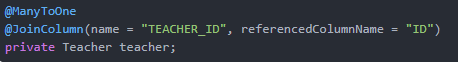 @ManyToOne
@JoinColumn(name = "TEACHER_ID", referencedColumnName = "ID")
private Teacher teacher;